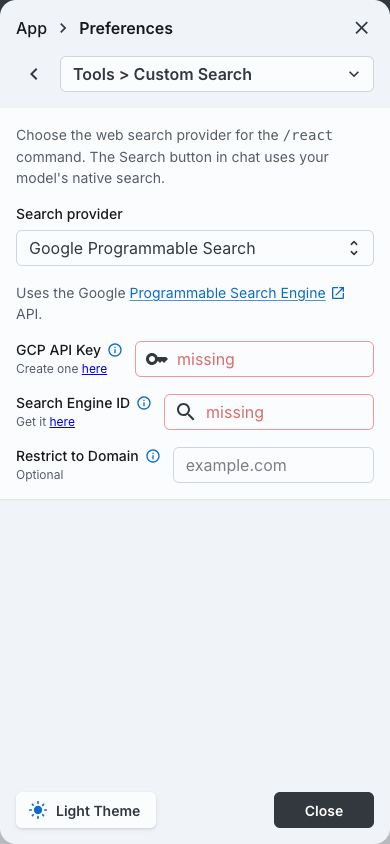 App > Preferences
Tools > Custom Search
Choose the web search provider for the /react
command. The Search button in chat uses your
model's native search.
Search provider
Google Programmable Search
Uses the Google Programmable Search Engine
API.
GCP API Key
Create one here
missing
Search Engine ID
Get it here
missing
Restrict to Domain
Optional
example.com
Light Theme
Close